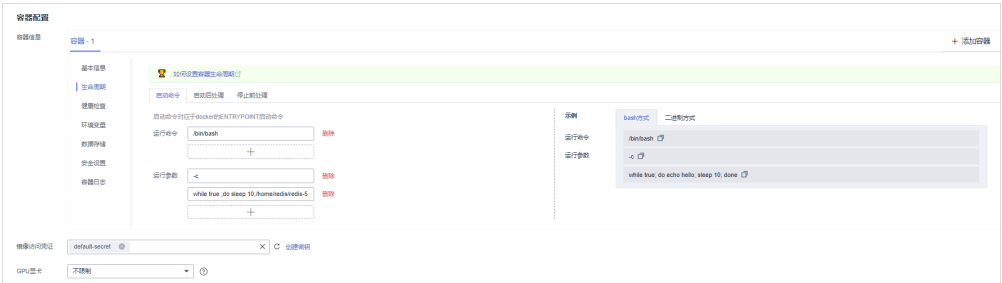 容器配置
容器信息
容器 - 1
+ 添加容器
基本信息
生命周期
健康检查
环境变量
数据存储
安全设置
容器日志
如何设置容器生命周期
启动命令 启动后处理 停止前处理
启动命令对应于docker的ENTRYPOINT启动命令
运行命令 /bin/bash 删除
+
运行参数 -c 删除
while true ;do sleep 10;/home/redis/redis-5. 删除
+
示例 bash方式 二进制方式
运行命令 /bin/bash
运行参数 -c
while true; do echo hello; sleep 10; done
镜像访问凭证 default-secret 创建密钥
GPU显卡 不限制